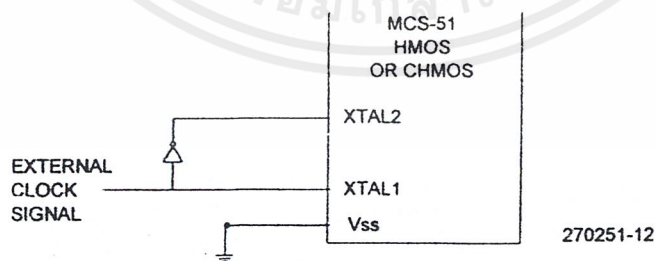 MCS-51
HMOS
OR CHMOS
XTAL2
EXTERNAL
CLOCK
SIGNAL
XTAL1
Vss
270251-12